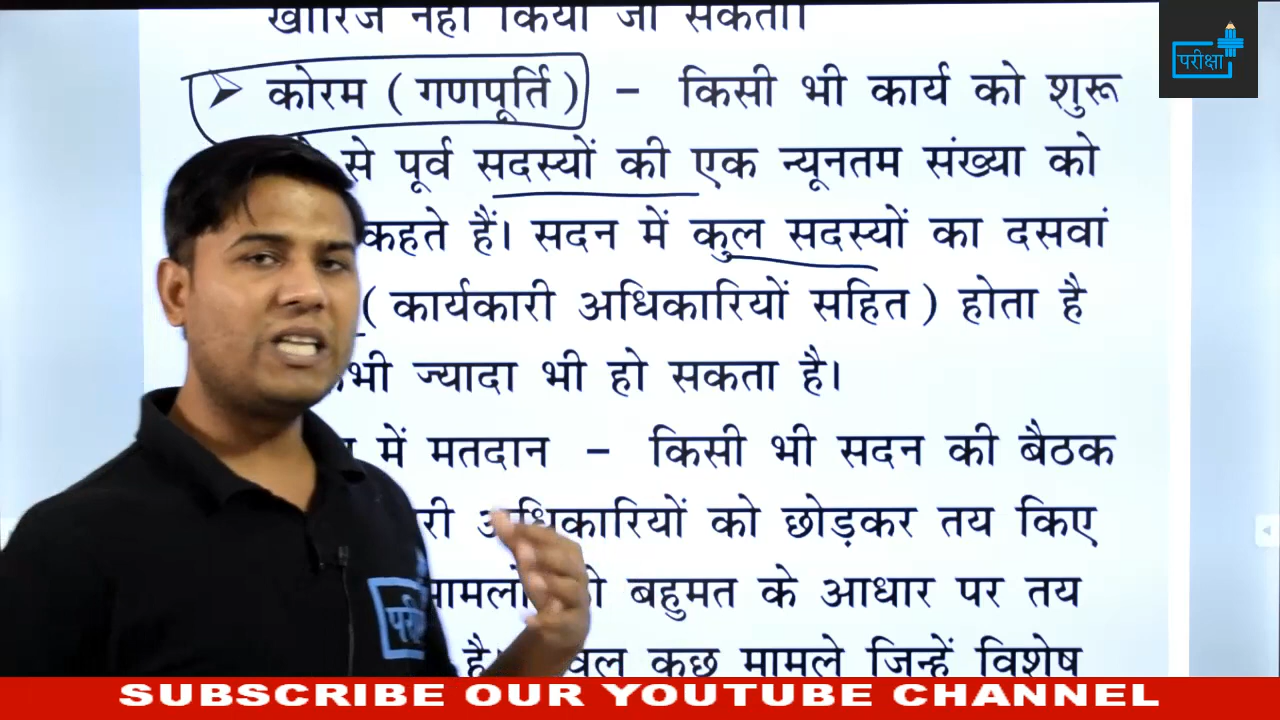 खारिज नहीं किया जा सकता।
परीक्षा
➤ कोरम ( गणपूर्ति ) – किसी भी कार्य को शुरू
से पूर्व सदस्यों की एक न्यूनतम संख्या को
कहते हैं। सदन में कुल सदस्यों का दसवां
( कार्यकारी अधिकारियों सहित ) होता है
ज्यादा भी हो सकता है।
में मतदान – किसी भी सदन की बैठक
अधिकारियों को छोड़कर तय किए
बहुमत के आधार पर तय
है। कुछ मामले जिन्हें विशेष
SUBSCRIBE OUR YOUTUBE CHANNEL